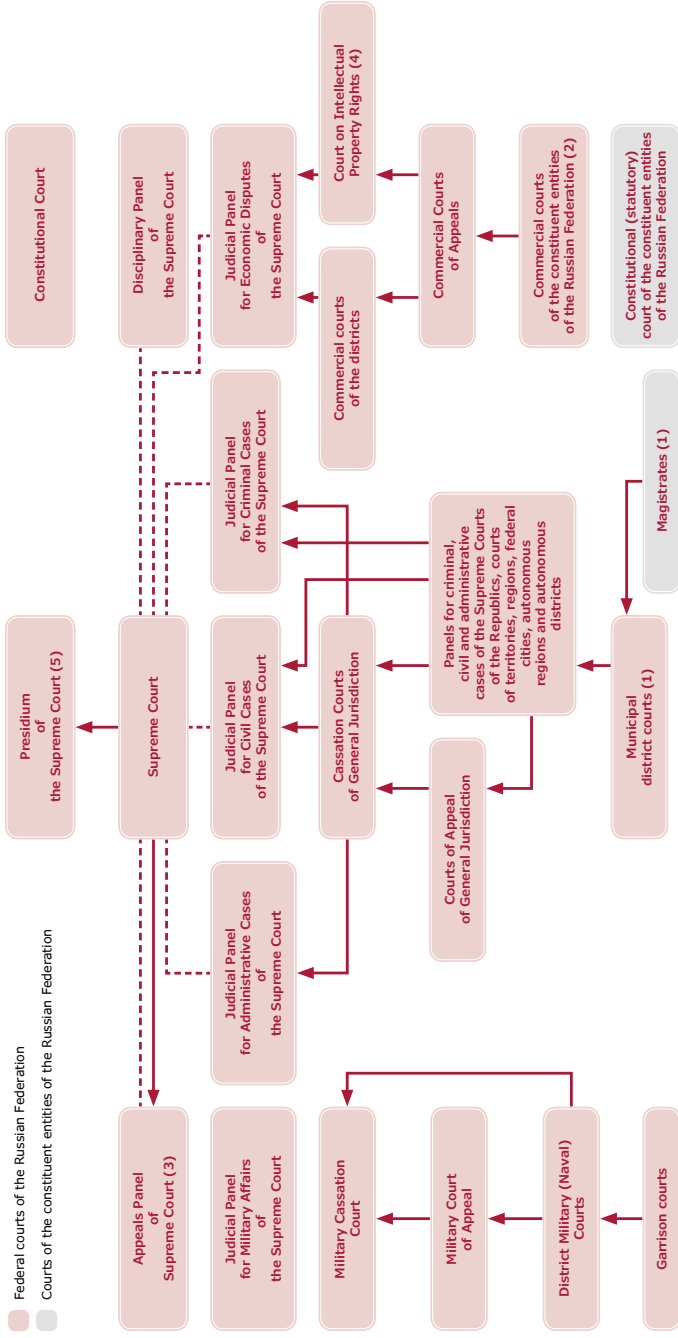 Federal courts of the Russian Federation
Courts of the constituent entities of the Russian Federation
Presidium
of
the Supreme Court (5)
Constitutional Court
Appeals Panel
of
Supreme Court (3)
Supreme Court
Disciplinary Panel
of
the Supreme Court
Judicial Panel
for Military Affairs
of
the Supreme Court
Judicial Panel
for Administrative Cases
of
the Supreme Court
Judicial Panel
for Civil Cases
of the Supreme Court
Judicial Panel
for Criminal Cases
of the Supreme Court
Judicial Panel
for Economic Disputes
of
the Supreme Court
Military Cassation
Court
Cassation Courts
of General Jurisdiction
Commercial courts
of the districts
Court on Intellectual
Property Rights (4)
Military Court
of Appeal
Courts of Appeal
of General Jurisdiction
Panels for criminal,
civil and administrative
cases of the Supreme Courts
of the Republics, courts
of territories, regions, federal
cities, autonomous
regions and autonomous
districts
Commercial Courts
of Appeals
District Military (Naval)
Courts
Commercial courts
of the constituent entities
of the Russian Federation (2)
Garrison courts
Municipal
district courts (1)
Magistrates (1)
Constitutional (statutory)
court of the constituent entities
of the Russian Federation